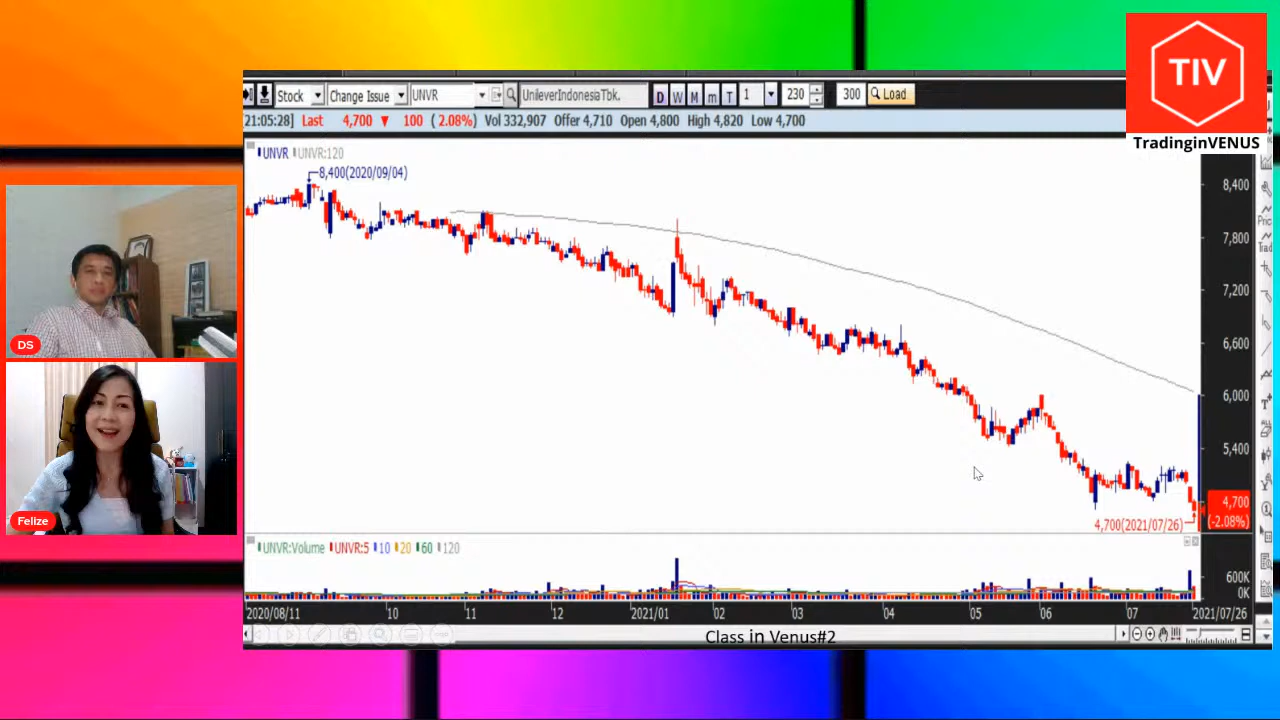 TIV
TradinginVENUS
Stock Change Issue UNVR UnileverIndonesiaTbk. D W M m T 1 230 300 Load
[21:05:28] Last 4,700 ▼ 100 ( 2.08%) Vol 332,907 Offer 4,710 Open 4,800 High 4,820 Low 4,700
UNVR UNVR:120
8,400(2020/09/04)
8,400
7,800
7,200
6,600
6,000
5,400
4,700
(-2.08%)
4,700(2021/07/26)
DS
Felize
UNVR:Volume UNVR:5 10 20 60 120
600K
0K
2020/08/11 10 11 12 2021/01 02 03 04 05 06 07 2021/07/26
Class in Venus#2